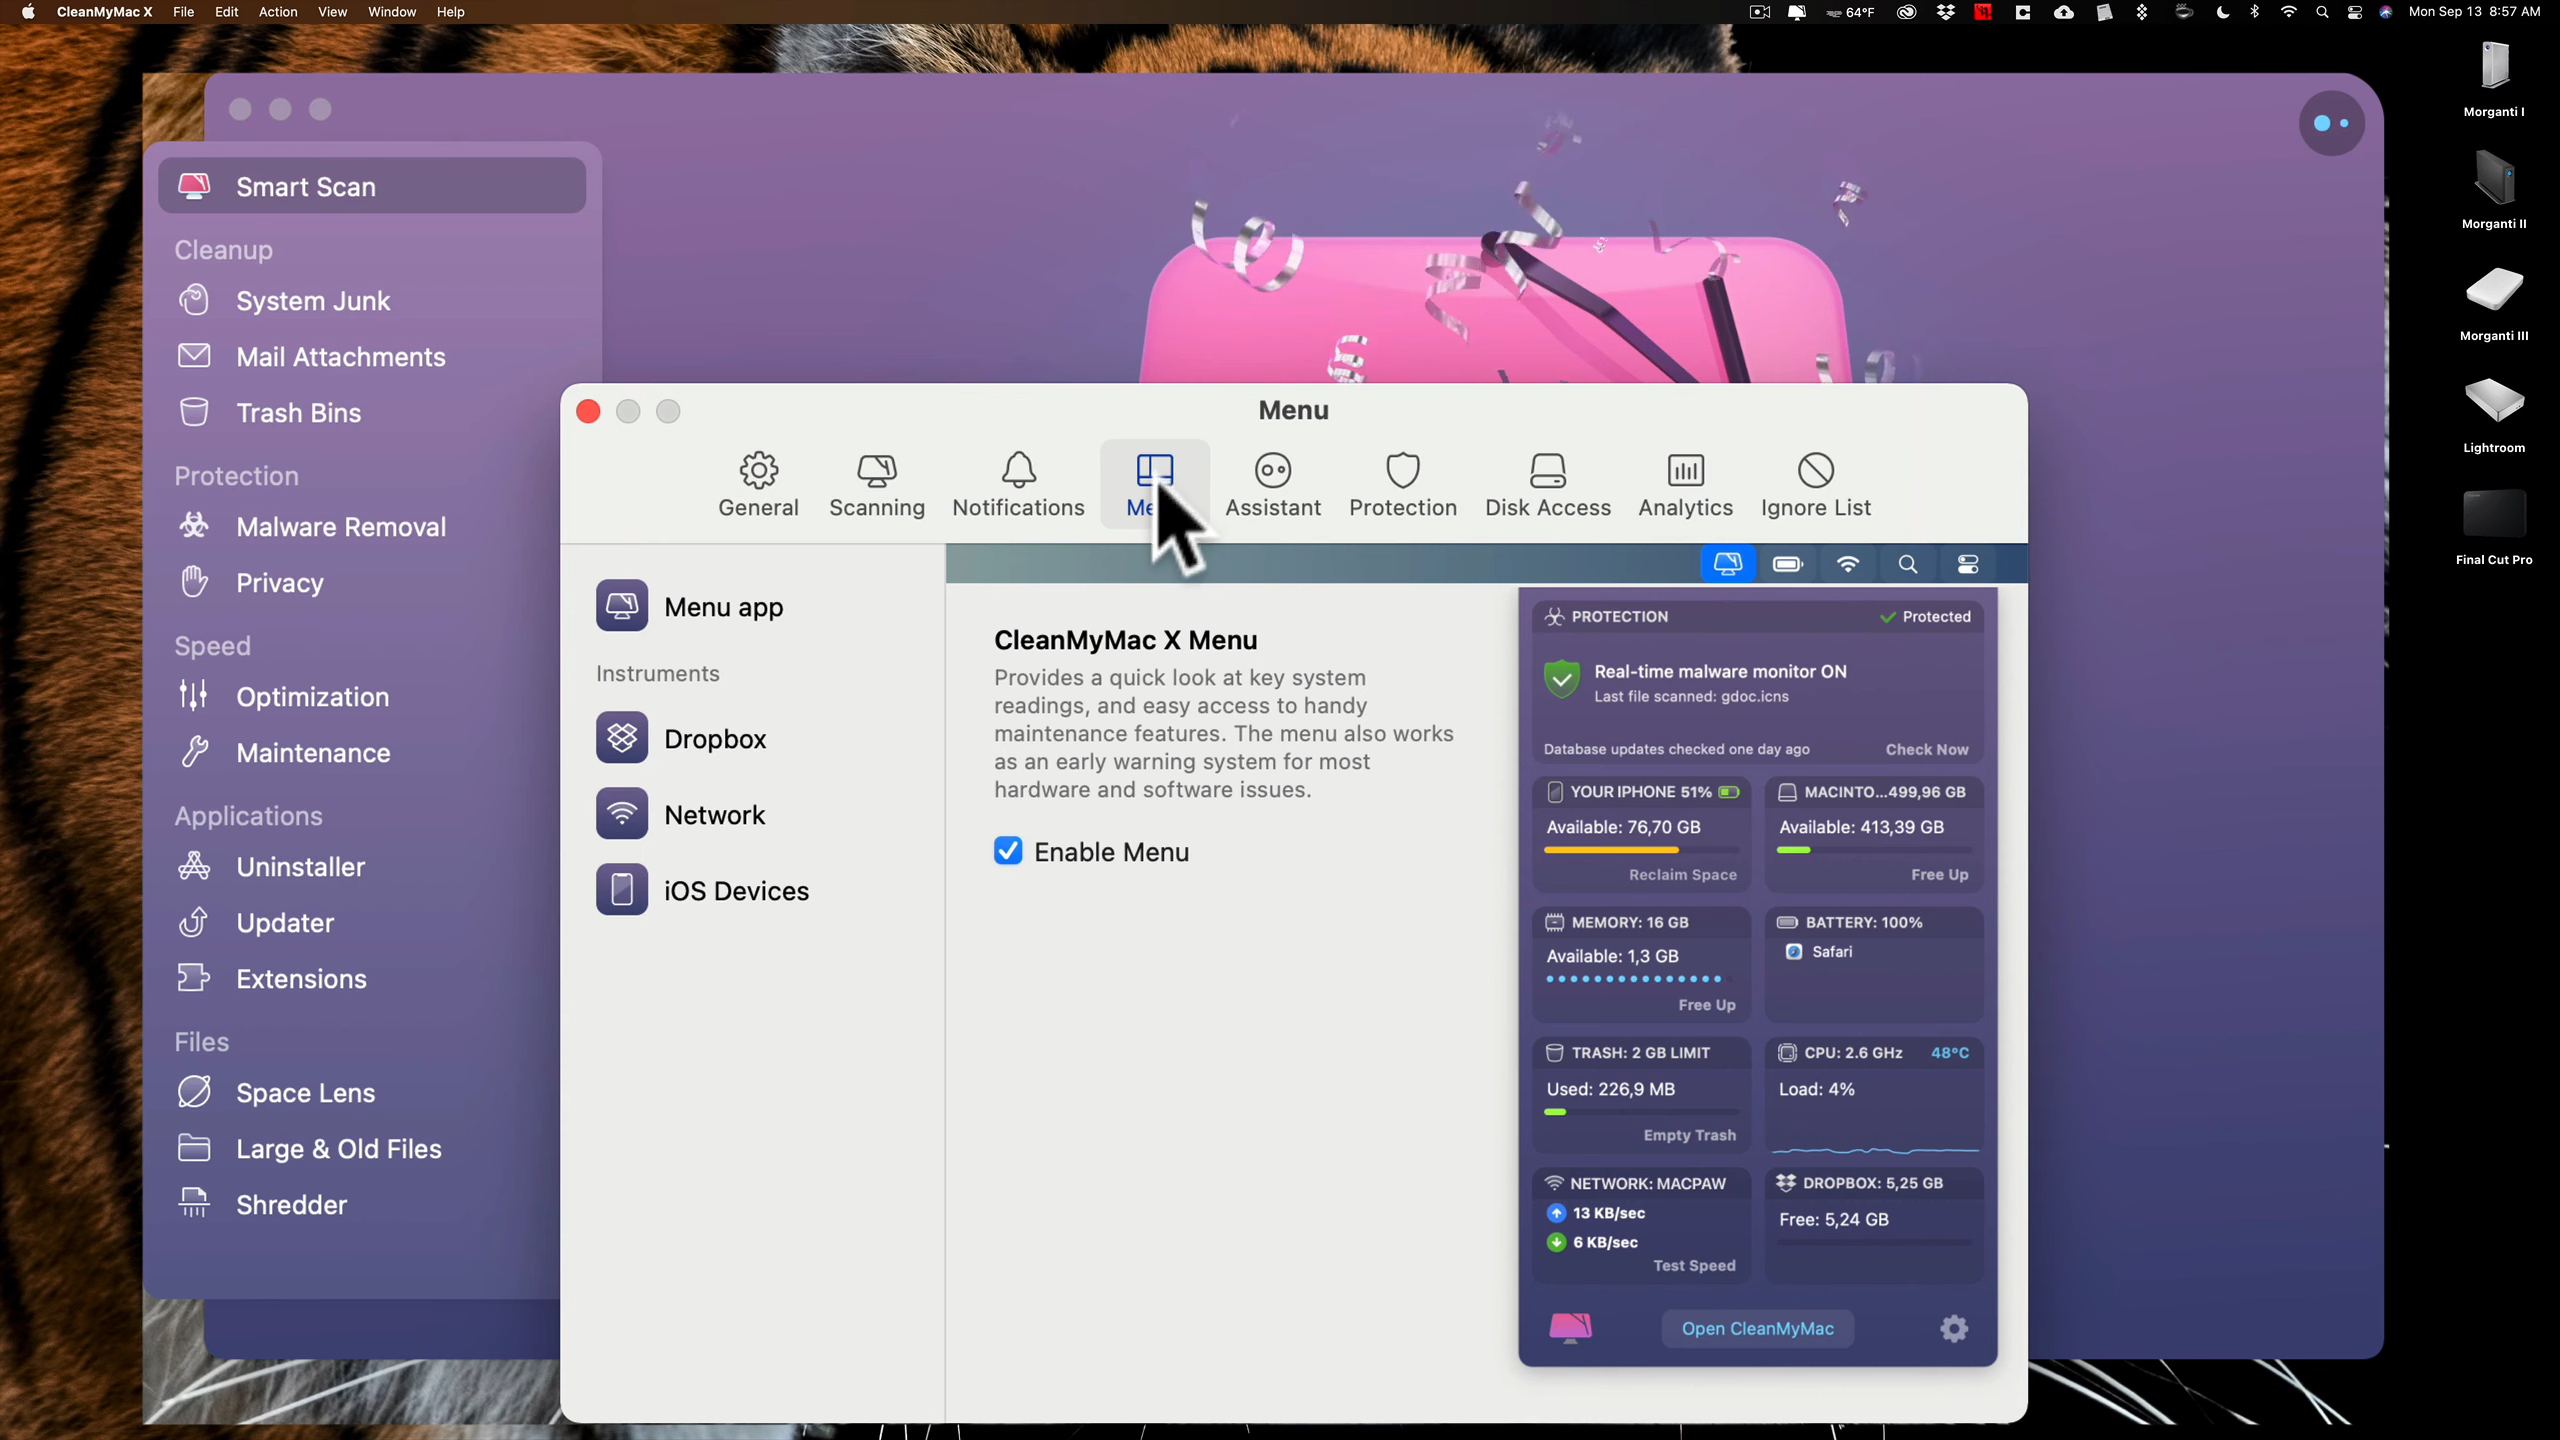 CleanMyMac X File Edit Action View Window Help
64°F Mon Sep 13 8:57 AM
Morganti I
Morganti II
Morganti III
Lightroom
Final Cut Pro
Smart Scan
Cleanup
System Junk
Mail Attachments
Trash Bins
Protection
Malware Removal
Privacy
Speed
Optimization
Maintenance
Applications
Uninstaller
Updater
Extensions
Files
Space Lens
Large & Old Files
Shredder
Menu
General Scanning Notifications Assistant Protection Disk Access Analytics Ignore List
Menu app
Instruments
Dropbox
Network
iOS Devices
CleanMyMac X Menu
Provides a quick look at key system
readings, and easy access to handy
maintenance features. The menu also works
as an early warning system for most
hardware and software issues.
Enable Menu
PROTECTION Protected
Real-time malware monitor ON
Last file scanned: gdoc.icns
Database updates checked one day ago Check Now
YOUR IPHONE 51%
Available: 76,70 GB
Reclaim Space
MACINTO...499,96 GB
Available: 413,39 GB
Free Up
MEMORY: 16 GB
Available: 1,3 GB
Free Up
BATTERY: 100%
Safari
TRASH: 2 GB LIMIT
Used: 226,9 MB
Empty Trash
CPU: 2.6 GHz 48°C
Load: 4%
NETWORK: MACPAW
13 KB/sec
6 KB/sec
Test Speed
DROPBOX: 5,25 GB
Free: 5,24 GB
Open CleanMyMac